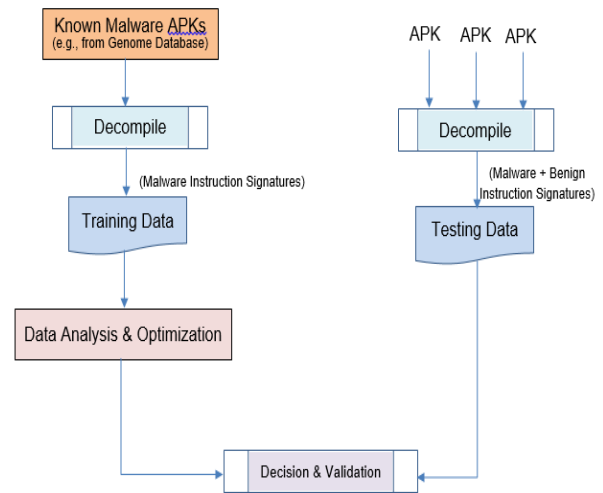 Known Malware APKs
(e.g., from Genome Database)
Decompile
(Malware Instruction Signatures)
Training Data
Data Analysis & Optimization
APK APK APK
Decompile
(Malware + Benign
Instruction Signatures)
Testing Data
Decision & Validation